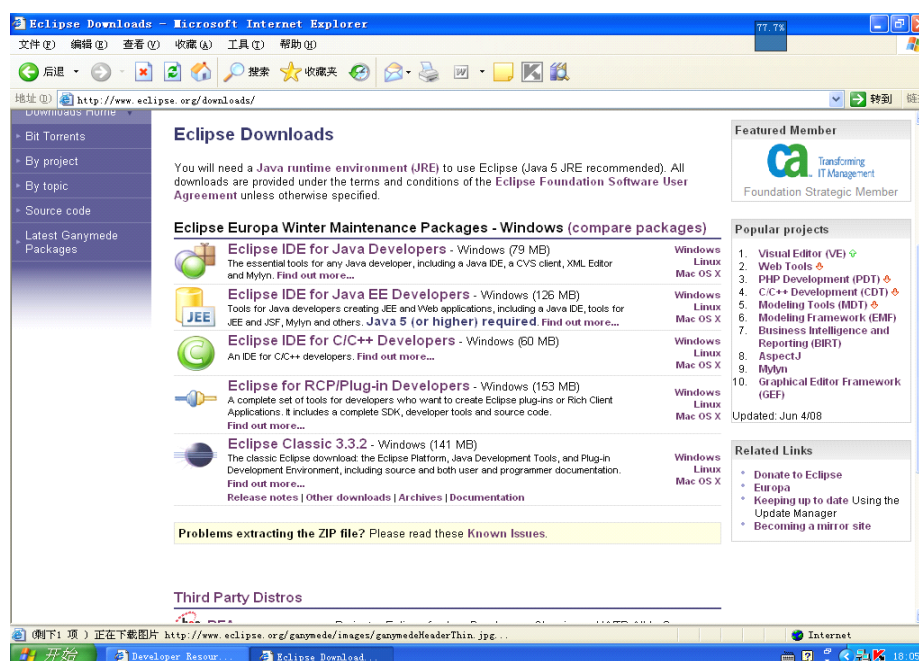 Eclipse Downloads - Microsoft Internet Explorer
77.7%
文件(F) 编辑(E) 查看(V) 收藏(A) 工具(T) 帮助(H)
后退 搜索 收藏夹
地址(D) http://www.eclipse.org/downloads/ 转到 链
Downloads Home
Bit Torrents
By project
By topic
Source code
Latest Ganymede
Packages
Eclipse Downloads
You will need a Java runtime environment (JRE) to use Eclipse (Java 5 JRE recommended). All
downloads are provided under the terms and conditions of the Eclipse Foundation Software User
Agreement unless otherwise specified.
Eclipse Europa Winter Maintenance Packages - Windows (compare packages)
Eclipse IDE for Java Developers - Windows (79 MB)
The essential tools for any Java developer, including a Java IDE, a CVS client, XML Editor
and Mylyn. Find out more...
Windows
Linux
Mac OS X
JEE
Eclipse IDE for Java EE Developers - Windows (126 MB)
Tools for Java developers creating JEE and Web applications, including a Java IDE, tools for
JEE and JSF, Mylyn and others. Java 5 (or higher) required. Find out more...
Windows
Linux
Mac OS X
Eclipse IDE for C/C++ Developers - Windows (60 MB)
An IDE for C/C++ developers. Find out more...
Windows
Linux
Mac OS X
Eclipse for RCP/Plug-in Developers - Windows (153 MB)
A complete set of tools for developers who want to create Eclipse plug-ins or Rich Client
Applications. It includes a complete SDK, developer tools and source code.
Find out more...
Windows
Linux
Mac OS X
Eclipse Classic 3.3.2 - Windows (141 MB)
The classic Eclipse download: the Eclipse Platform, Java Development Tools, and Plug-in
Development Environment, including source and both user and programmer documentation.
Find out more...
Release notes | Other downloads | Archives | Documentation
Windows
Linux
Mac OS X
Problems extracting the ZIP file? Please read these Known Issues.
Third Party Distros
Featured Member
ca Transforming
IT Management
Foundation Strategic Member
Popular projects
1. Visual Editor (VE)
2. Web Tools
3. PHP Development (PDT)
4. C/C++ Development (CDT)
5. Modeling Tools (MDT)
6. Modeling Framework (EMF)
7. Business Intelligence and
Reporting (BIRT)
8. AspectJ
9. Mylyn
10. Graphical Editor Framework
(GEF)
Updated: Jun 4/08
Related Links
Donate to Eclipse
Europa
Keeping up to date Using the
Update Manager
Becoming a mirror site
(剩下1 项 ) 正在下载图片 http://www.eclipse.org/ganymede/images/ganymedeHeaderThin.jpg... Internet
开始 Developer Resour... Eclipse Download... 18:05